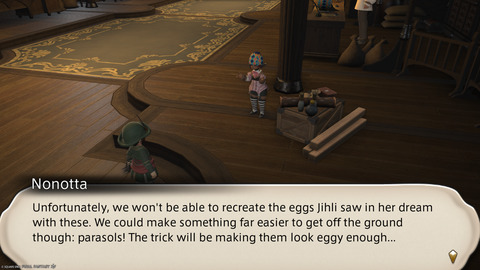 Nonotta
Unfortunately, we won't be able to recreate the eggs Jihli saw in her dream
with these. We could make something far easier to get off the ground
though: parasols! The trick will be making them look eggy enough...